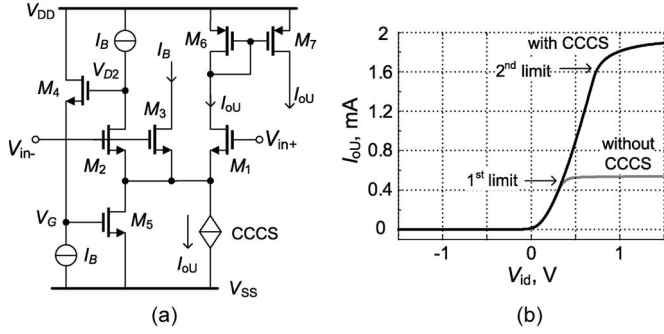 V_DD
I_B
M_6
M_7
V_D2
I_B
M_4
M_3
I_oU
I_oU
V_in-
V_in+
M_2
M_1
V_G
M_5
CCCS
I_B
I_oU
V_SS
(a)
2
with CCCS
1.6
2nd limit
I_oU, mA
1.2
without
CCCS
0.8
1st limit
0.4
0
-1
0
1
V_id, V
(b)